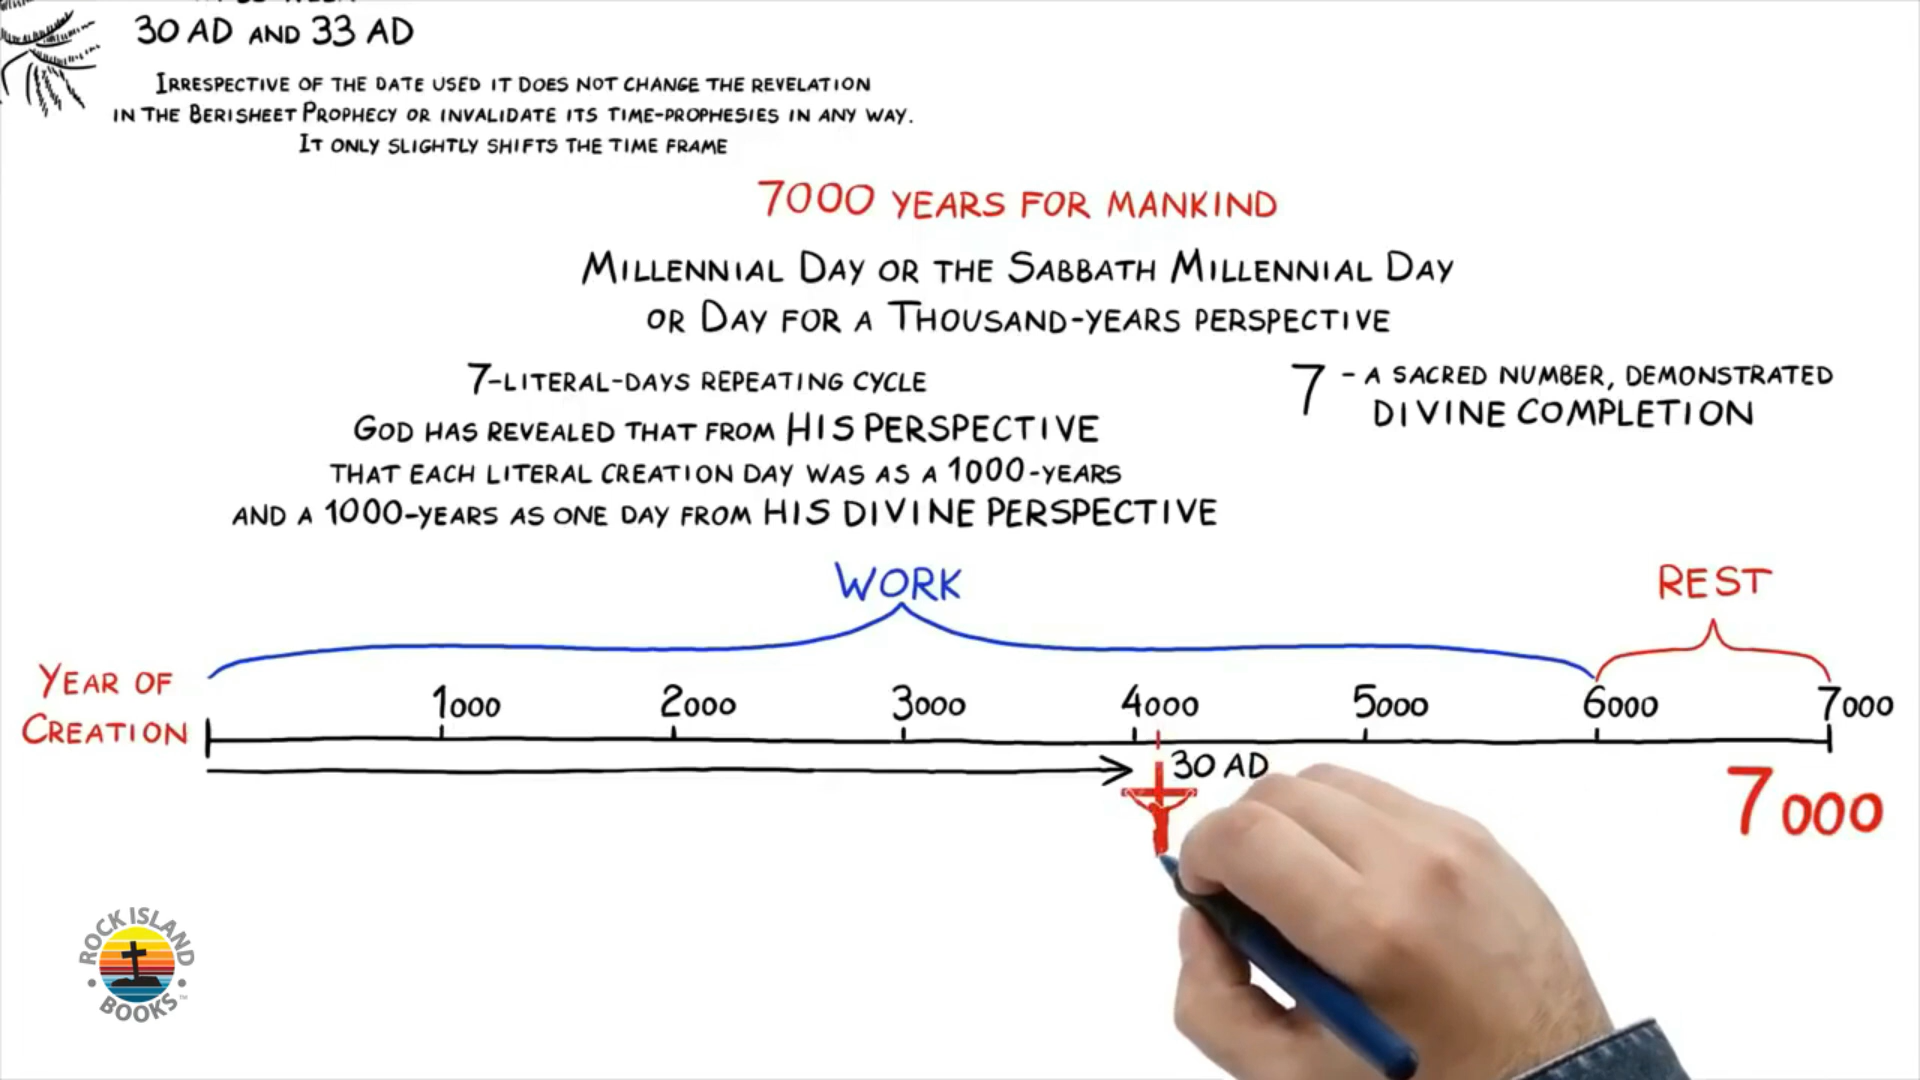 30 AD AND 33 AD
IRRESPECTIVE OF THE DATE USED IT DOES NOT CHANGE THE REVELATION
IN THE BERISHEET PROPHECY OR INVALIDATE ITS TIME-PROPHESIES IN ANY WAY.
IT ONLY SLIGHTLY SHIFTS THE TIME FRAME
7000 YEARS FOR MANKIND
MILLENNIAL DAY OR THE SABBATH MILLENNIAL DAY
OR DAY FOR A THOUSAND-YEARS PERSPECTIVE
7-LITERAL-DAYS REPEATING CYCLE
GOD HAS REVEALED THAT FROM HIS PERSPECTIVE
THAT EACH LITERAL CREATION DAY WAS AS A 1000-YEARS
AND A 1000-YEARS AS ONE DAY FROM HIS DIVINE PERSPECTIVE
7 - A SACRED NUMBER, DEMONSTRATED
DIVINE COMPLETION
WORK
REST
YEAR OF
CREATION
1000 2000 3000 4000 5000 6000 7000
30 AD
7000
ROCK ISLAND
BOOKS™